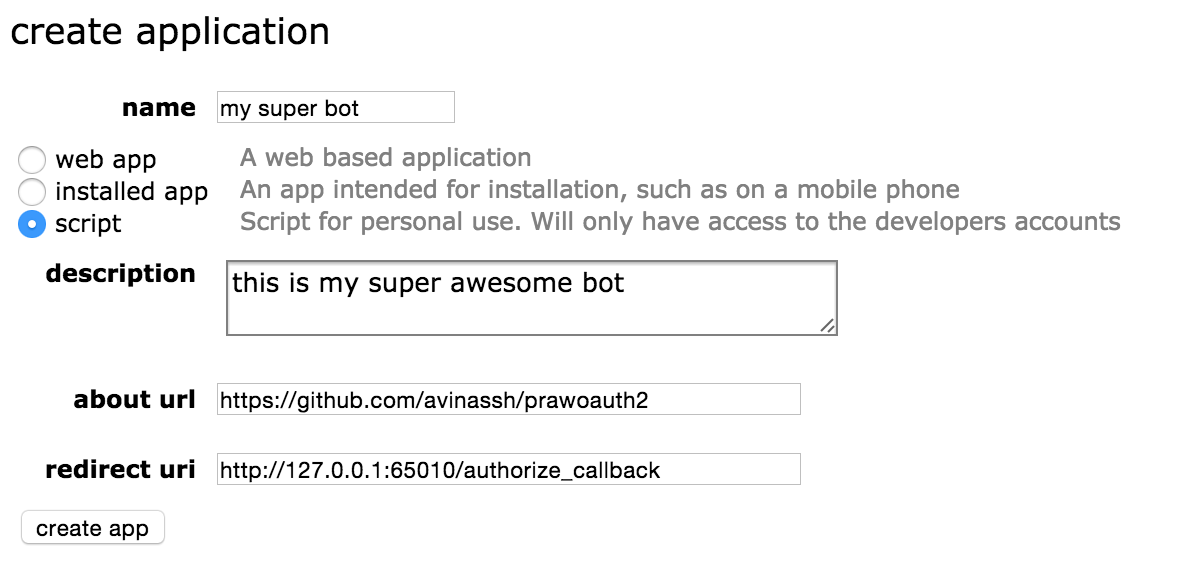 create application
name my super bot
web app A web based application
installed app An app intended for installation, such as on a mobile phone
script Script for personal use. Will only have access to the developers accounts
description this is my super awesome bot
about url https://github.com/avinassh/prawoauth2
redirect uri http://127.0.0.1:65010/authorize_callback
create app